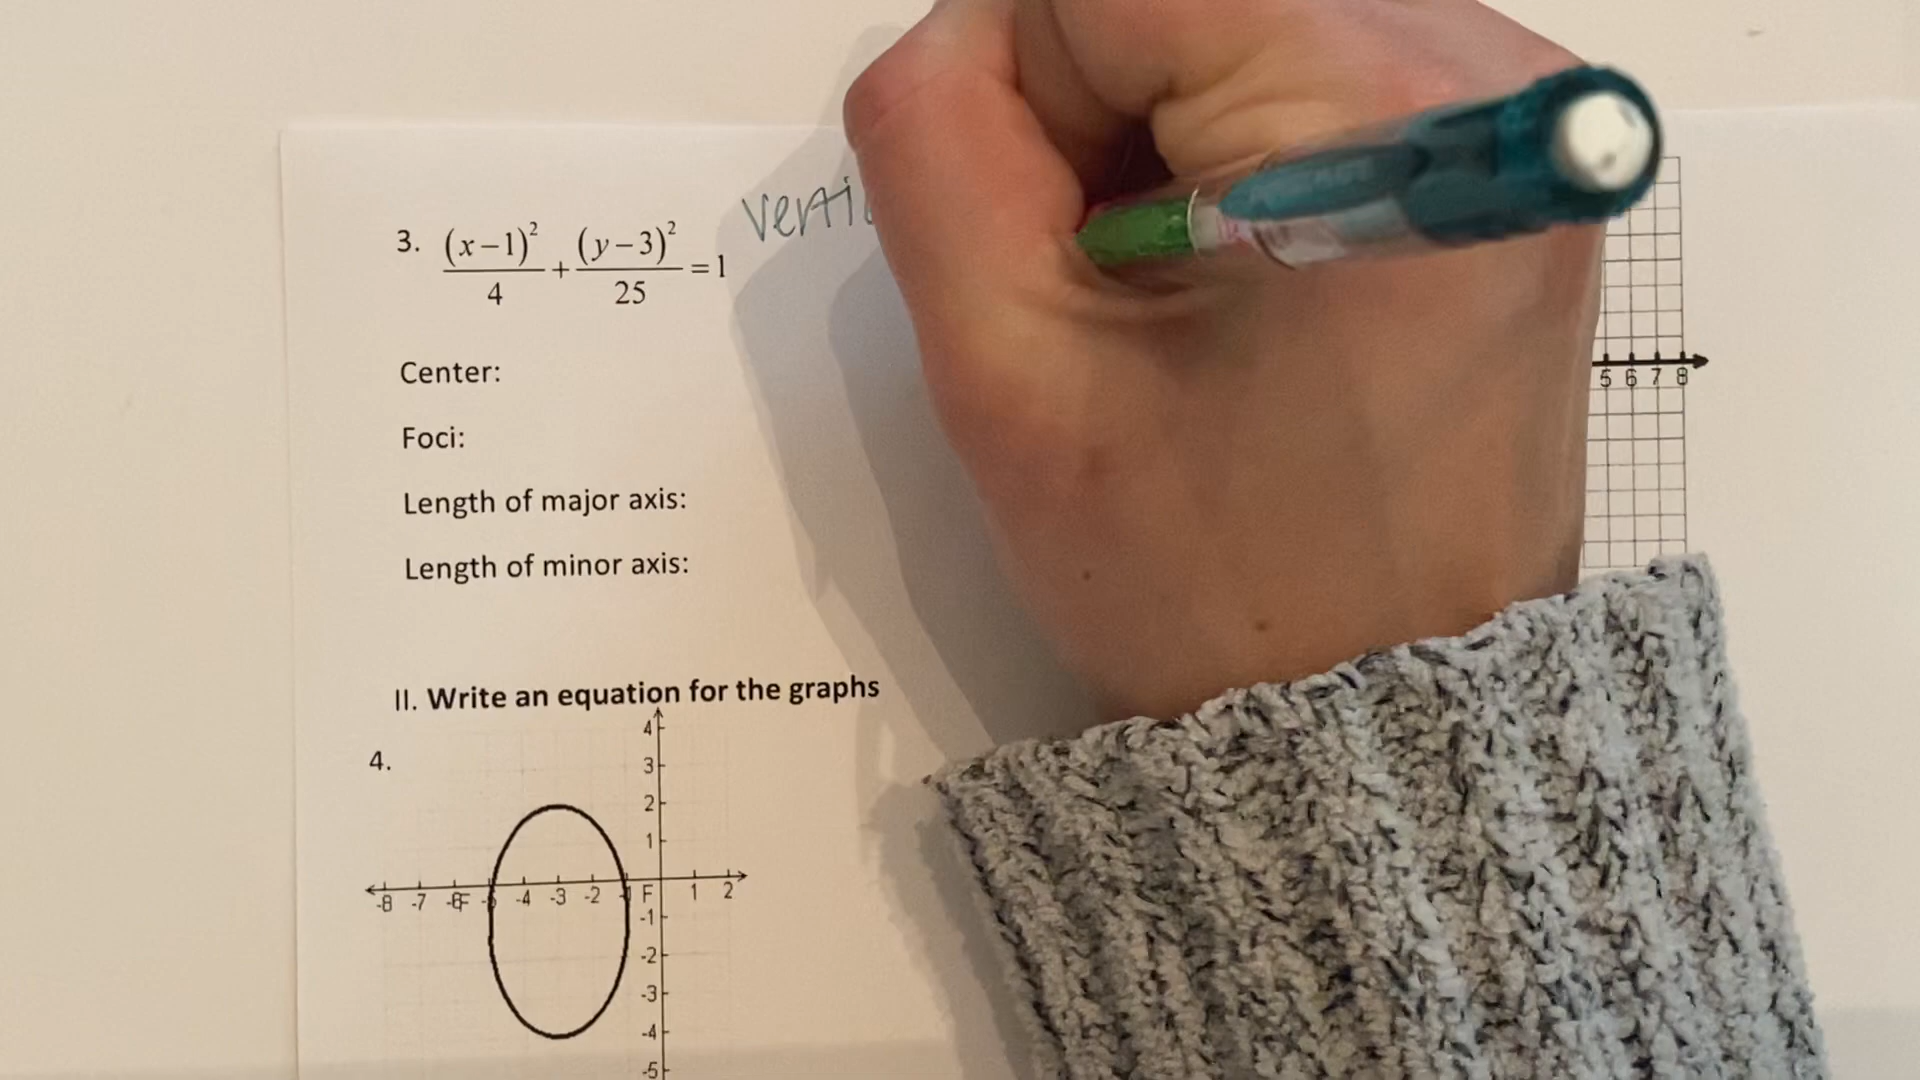 verti
3. (x-1)²/4 + (y-3)²/25 = 1
5 6 7 8
Center:
Foci:
Length of major axis:
Length of minor axis:
II. Write an equation for the graphs
4.
4
3
2
1
-8 -7 -4 -3 -2 F 1 2
-1
-2
-3
-4
-5